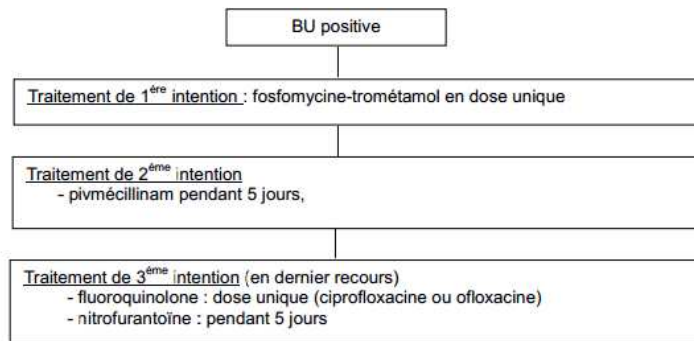 BU positive
Traitement de 1ère intention : fosfomycine-trométamol en dose unique
Traitement de 2ème intention
- pivmécillinam pendant 5 jours,
Traitement de 3ème intention (en dernier recours)
- fluoroquinolone : dose unique (ciprofloxacine ou ofloxacine)
- nitrofurantoïne : pendant 5 jours